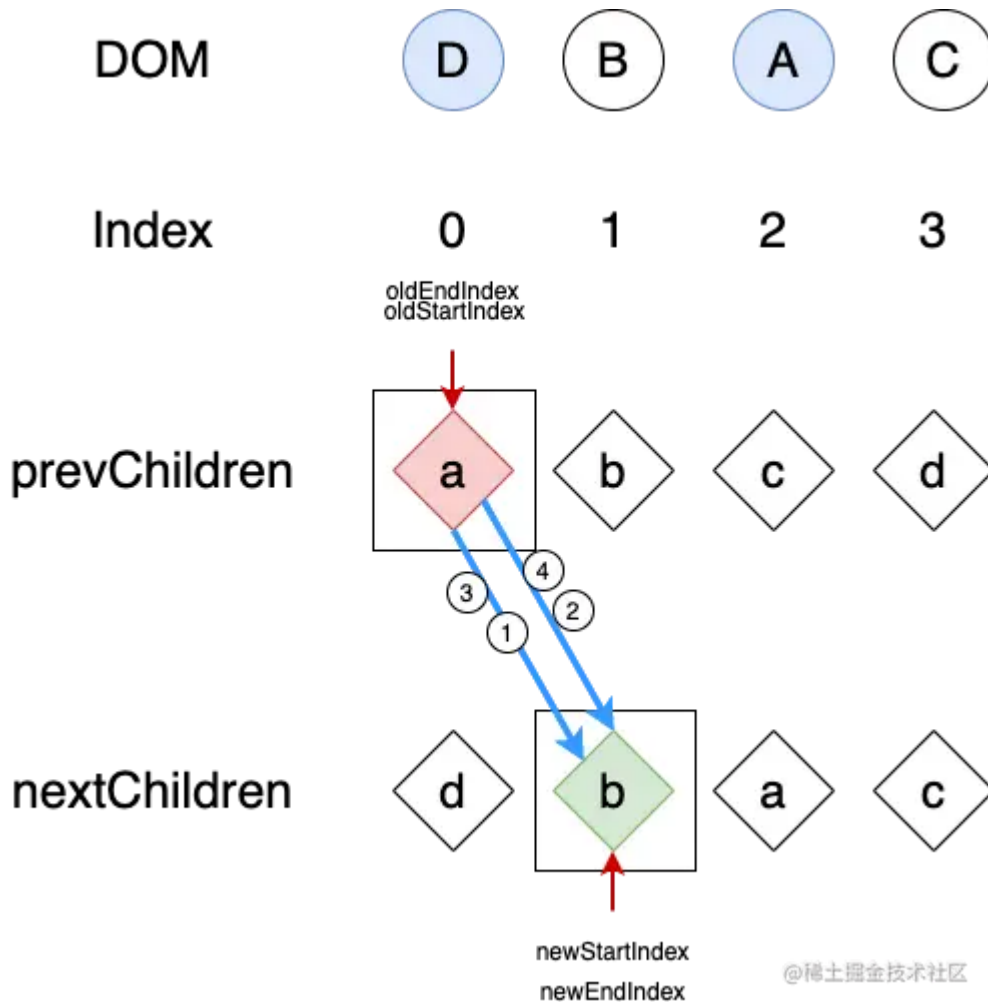 DOM D B A C
Index 0 1 2 3
oldEndIndex
oldStartIndex
prevChildren a b c d
4
3
2
1
nextChildren d b a c
newStartIndex
newEndIndex
@稀土掘金技术社区